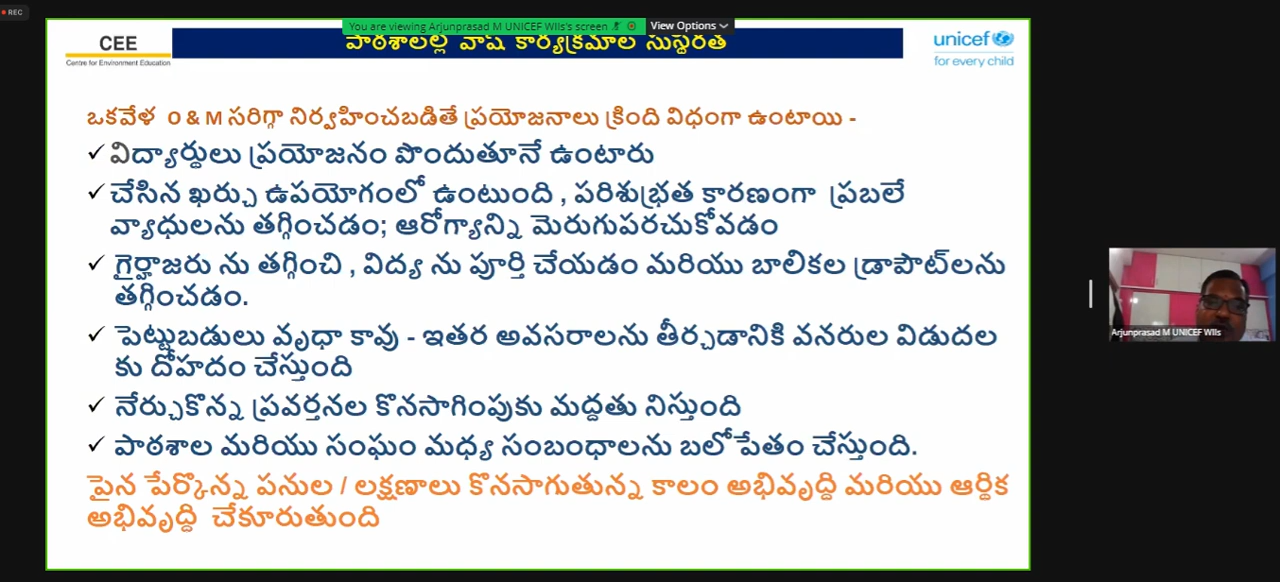 REC
You are viewing Arjunprasad M UNICEF WIIs's screen
View Options
CEE
Centre for Environment Education
పాఠశాలల్లో వాష్ కార్యక్రమాల సుస్థిరత
unicef
for every child
ఒకవేళ O & M సరిగ్గా నిర్వహించబడితే ప్రయోజనాలు క్రింది విధంగా ఉంటాయి -
✓ విద్యార్థులు ప్రయోజనం పొందుతూనే ఉంటారు
✓ చేసిన ఖర్చు ఉపయోగంలో ఉంటుంది , పరిశుభ్రత కారణంగా ప్రబలే
వ్యాధులను తగ్గించడం; ఆరోగ్యాన్ని మెరుగుపరచుకోవడం
✓ గైర్హాజరు ను తగ్గించి , విద్య ను పూర్తి చేయడం మరియు బాలికల డ్రాపౌట్‌లను
తగ్గించడం.
✓ పెట్టుబడులు వృధా కావు - ఇతర అవసరాలను తీర్చడానికి వనరుల విడుదల
కు దోహదం చేస్తుంది
✓ నేర్చుకొన్న ప్రవర్తనల కొనసాగింపుకు మద్దతు నిస్తుంది
✓ పాఠశాల మరియు సంఘం మధ్య సంబంధాలను బలోపేతం చేస్తుంది.
పైన పేర్కొన్న పనుల / లక్షణాలు కొనసాగుతున్న కాలం అభివృద్ది మరియు ఆర్థిక
అభివృద్ది చేకూరుతుంది
Arjunprasad M UNICEF WIIs